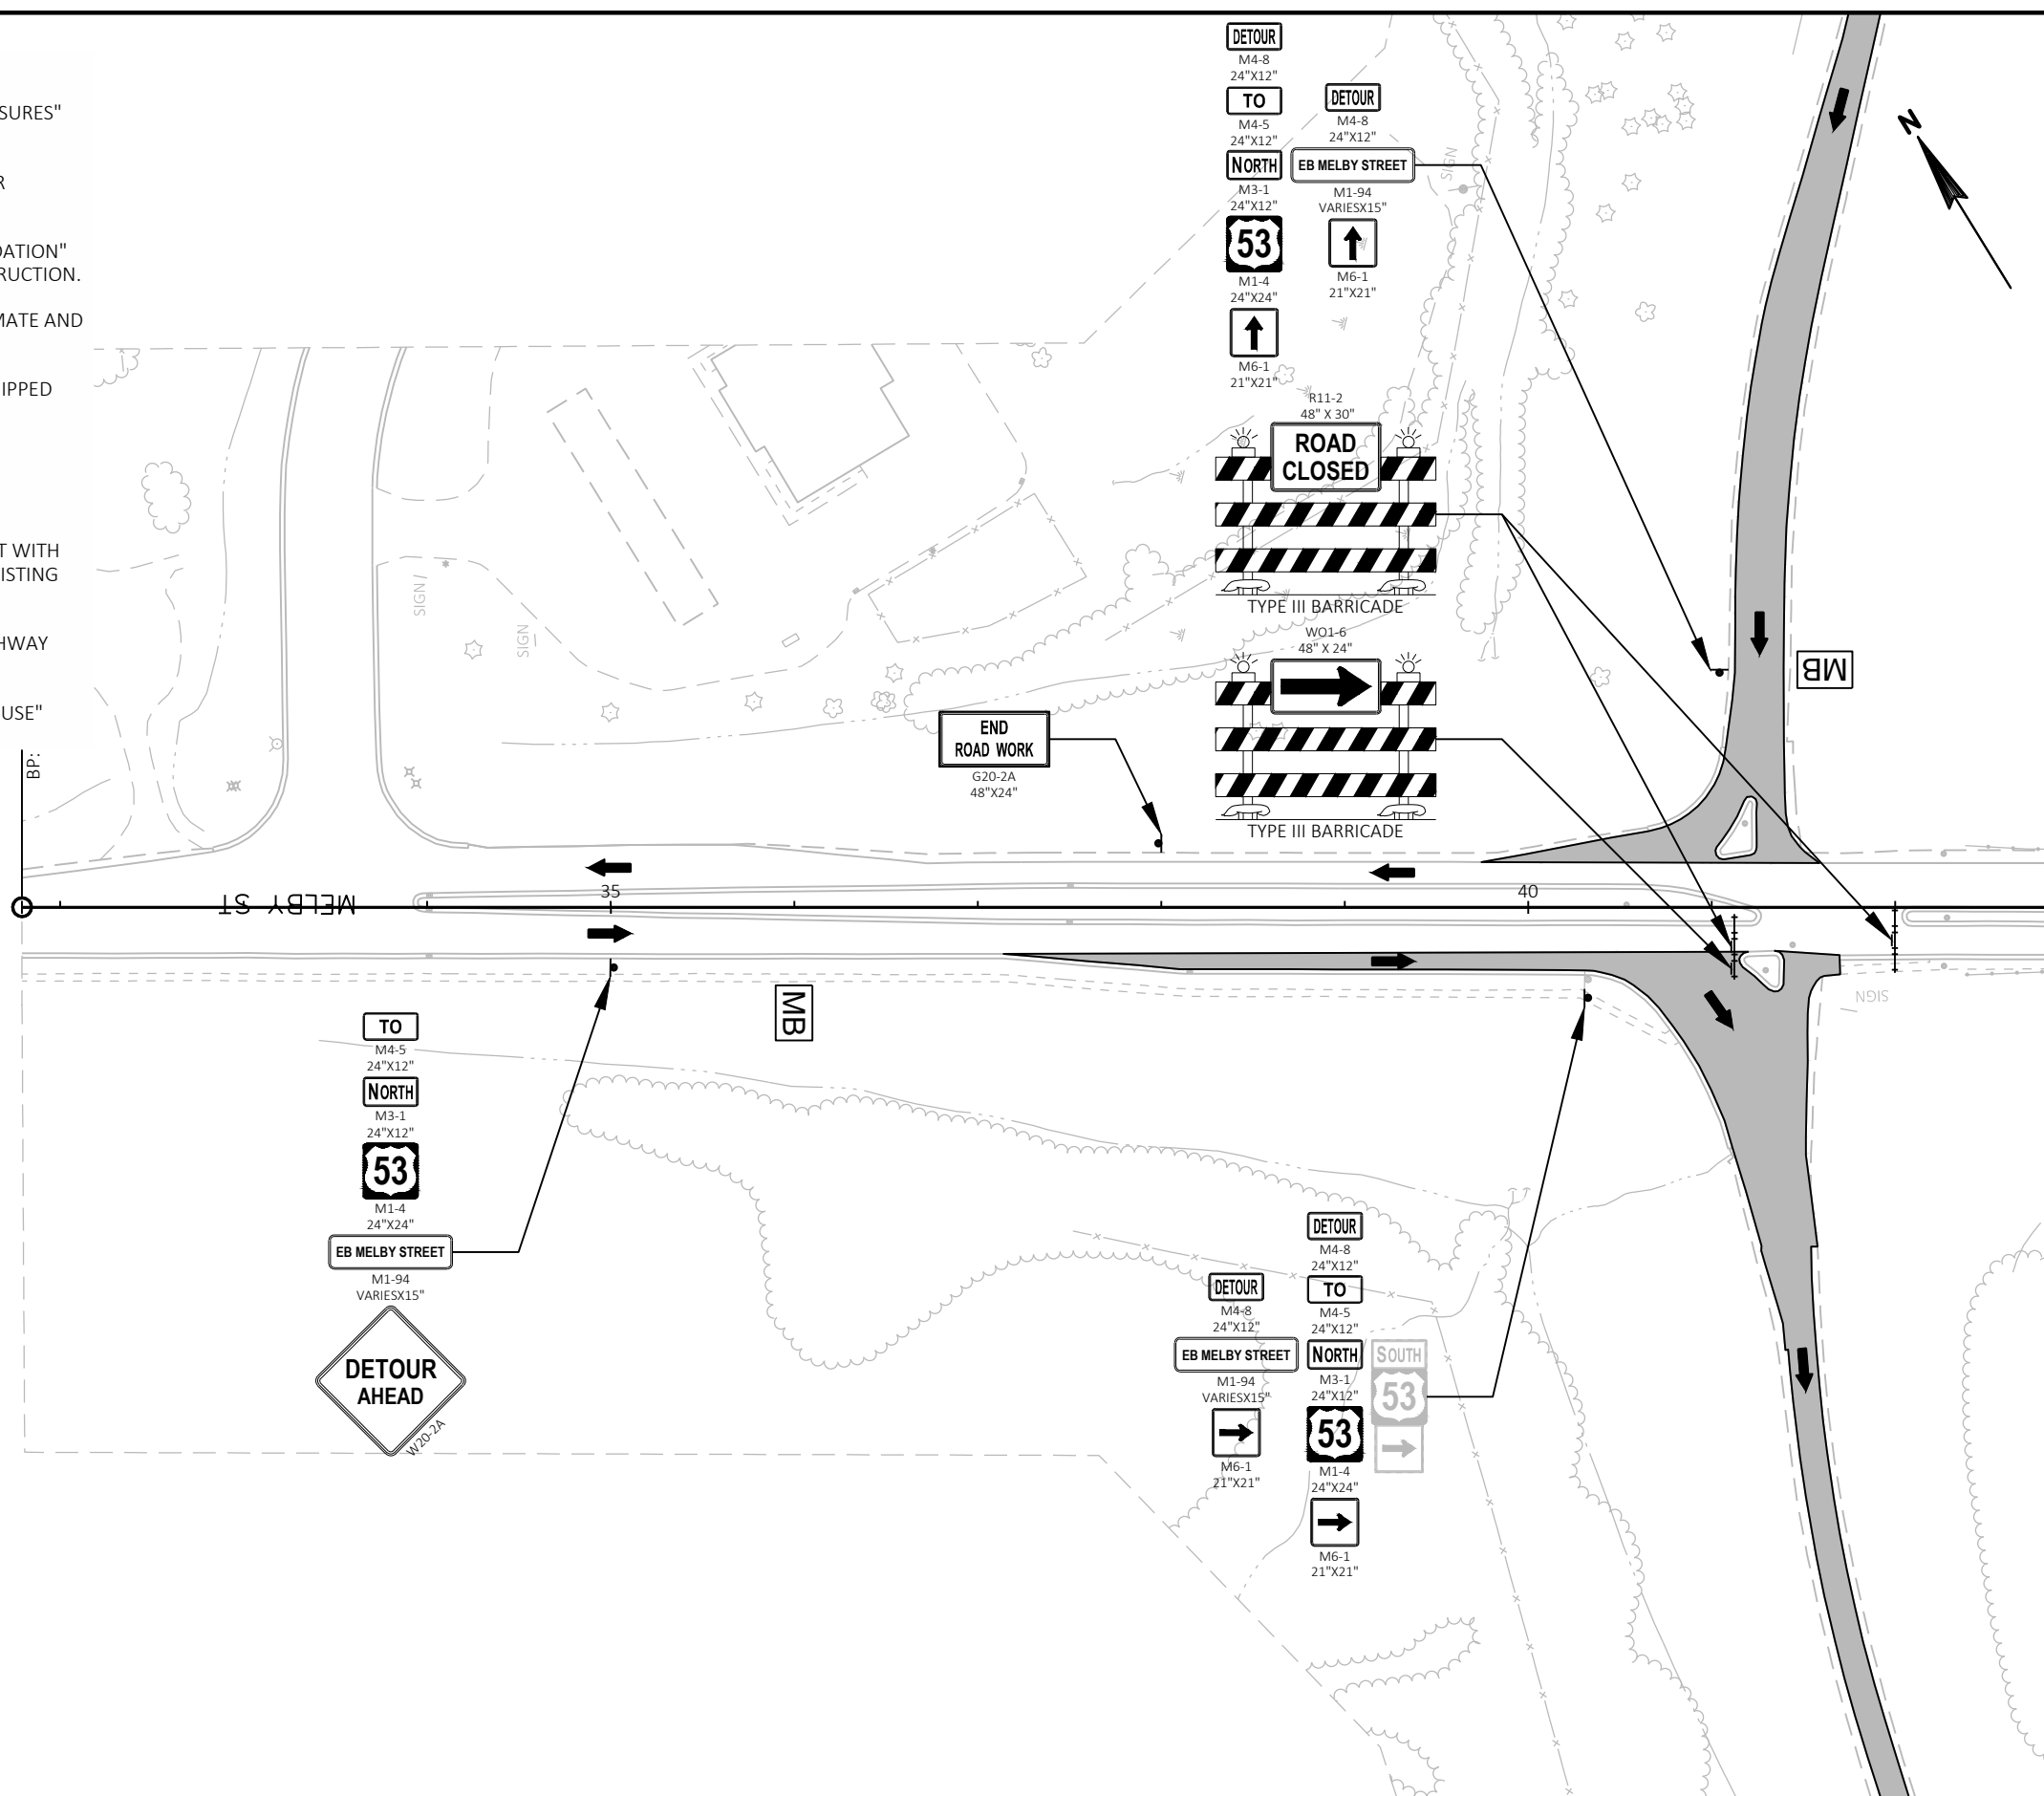 SURES"
R
DATION"
RUCTION.
MATE AND
IPPED
T WITH
ISTING
HWAY
USE"
BP:
DETOUR
M4-8
24"X12"
TO
M4-5
24"X12"
NORTH
M3-1
24"X12"
53
M1-4
24"X24"
M6-1
21"X21"
DETOUR
M4-8
24"X12"
EB MELBY STREET
M1-94
VARIESX15"
M6-1
21"X21"
SIGN
N
R11-2
48" X 30"
ROAD
CLOSED
TYPE III BARRICADE
WO1-6
48" X 24"
TYPE III BARRICADE
SIGN
SIGN
END
ROAD WORK
G20-2A
48"X24"
MB
MELBY ST
35
40
MB
SIGN
TO
M4-5
24"X12"
NORTH
M3-1
24"X12"
53
M1-4
24"X24"
EB MELBY STREET
M1-94
VARIESX15"
DETOUR
AHEAD
W20-2A
DETOUR
M4-8
24"X12"
EB MELBY STREET
M1-94
VARIESX15"
M6-1
21"X21"
DETOUR
M4-8
24"X12"
TO
M4-5
24"X12"
NORTH
M3-1
24"X12"
53
M1-4
24"X24"
M6-1
21"X21"
SOUTH
53